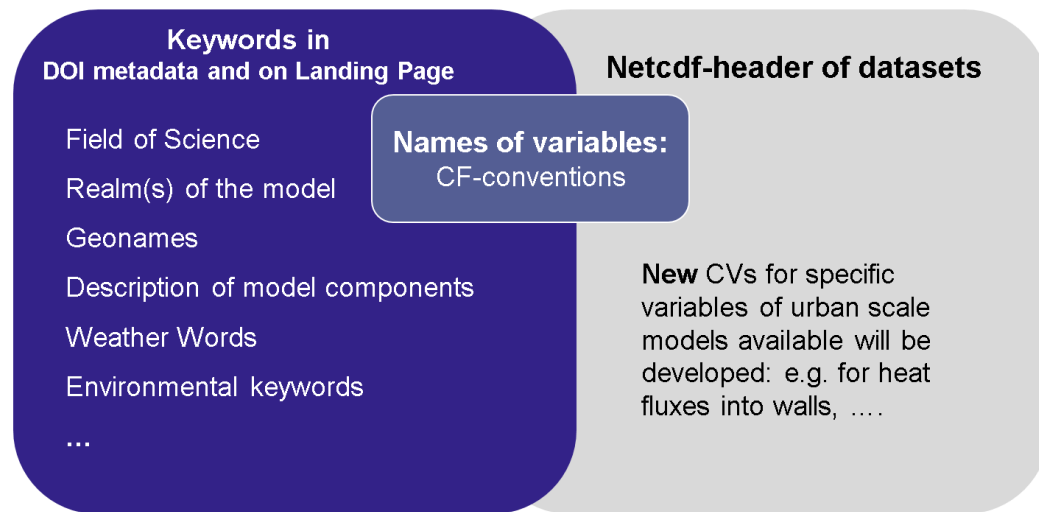 Keywords in
DOI metadata and on Landing Page
Field of Science
Realm(s) of the model
Geonames
Description of model components
Weather Words
Environmental keywords
...
Names of variables:
CF-conventions
Netcdf-header of datasets
New CVs for specific
variables of urban scale
models available will be
developed: e.g. for heat
fluxes into walls, ....